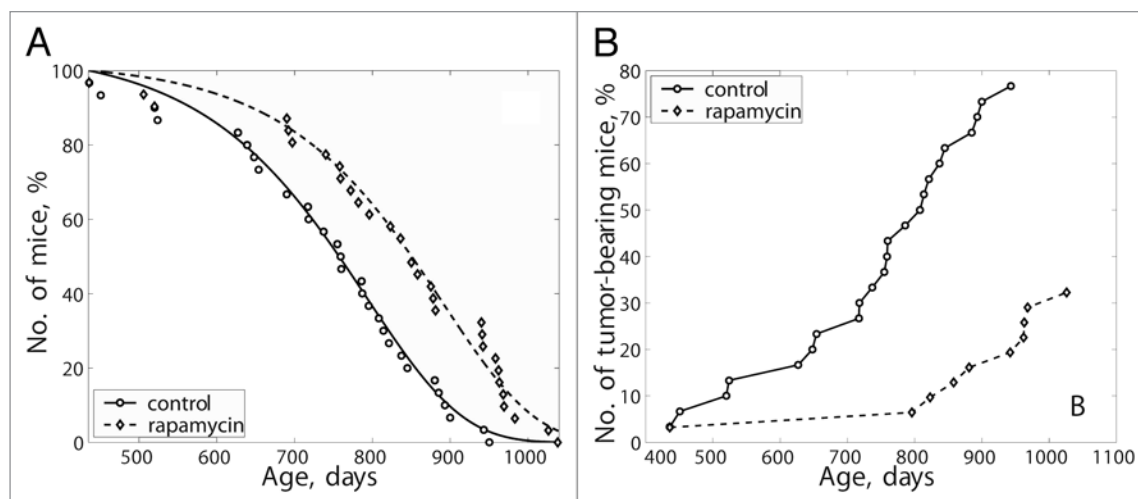 A
No. of mice, %
100
80
60
40
20
0
control
rapamycin
500 600 700 800 900 1000
Age, days
B
No. of tumor-bearing mice, %
80
70
60
50
40
30
20
10
0
control
rapamycin
B
400 500 600 700 800 900 1000 1100
Age, days